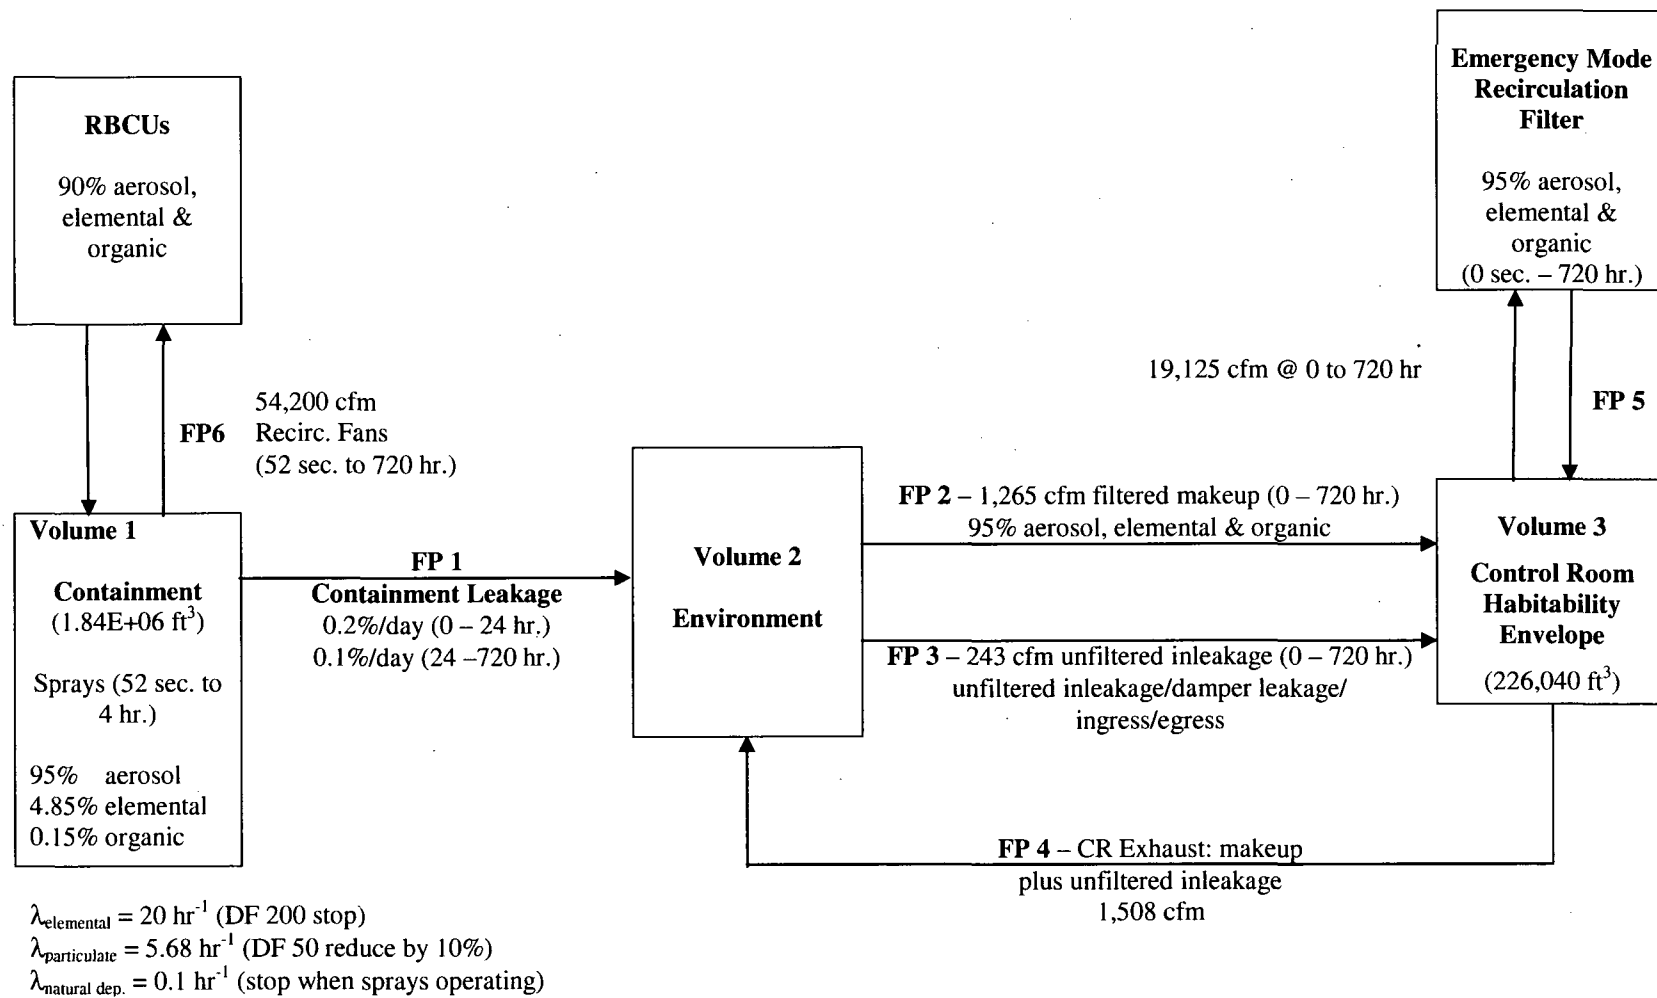 RBCUs
90% aerosol,
elemental &
organic
Emergency Mode
Recirculation
Filter
95% aerosol,
elemental &
organic
(0 sec. – 720 hr.)
FP6
54,200 cfm
Recirc. Fans
(52 sec. to 720 hr.)
19,125 cfm @ 0 to 720 hr
FP 5
Volume 1
Containment
(1.84E+06 ft³)
Sprays (52 sec. to
4 hr.)
95% aerosol
4.85% elemental
0.15% organic
FP 1
Containment Leakage
0.2%/day (0 – 24 hr.)
0.1%/day (24 –720 hr.)
Volume 2
Environment
FP 2 – 1,265 cfm filtered makeup (0 – 720 hr.)
95% aerosol, elemental & organic
FP 3 – 243 cfm unfiltered inleakage (0 – 720 hr.)
unfiltered inleakage/damper leakage/
ingress/egress
Volume 3
Control Room
Habitability
Envelope
(226,040 ft³)
FP 4 – CR Exhaust: makeup
plus unfiltered inleakage
1,508 cfm
λelemental = 20 hr⁻¹ (DF 200 stop)
λparticulate = 5.68 hr⁻¹ (DF 50 reduce by 10%)
λnatural dep. = 0.1 hr⁻¹ (stop when sprays operating)